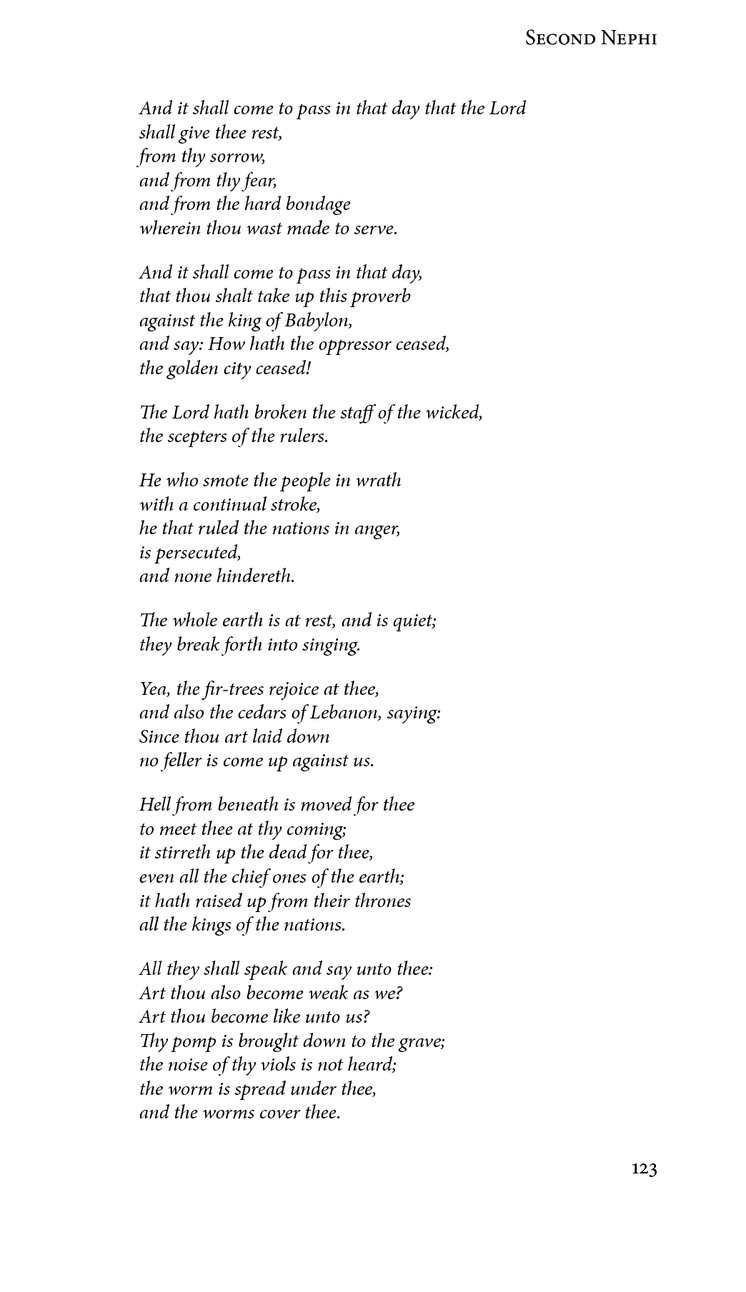 Second Nephi
And it shall come to pass in that day that the Lord
shall give thee rest,
from thy sorrow,
and from thy fear,
and from the hard bondage
wherein thou wast made to serve.
And it shall come to pass in that day,
that thou shalt take up this proverb
against the king of Babylon,
and say: How hath the oppressor ceased,
the golden city ceased!
The Lord hath broken the staff of the wicked,
the scepters of the rulers.
He who smote the people in wrath
with a continual stroke,
he that ruled the nations in anger,
is persecuted,
and none hindereth.
The whole earth is at rest, and is quiet;
they break forth into singing.
Yea, the fir-trees rejoice at thee,
and also the cedars of Lebanon, saying:
Since thou art laid down
no feller is come up against us.
Hell from beneath is moved for thee
to meet thee at thy coming;
it stirreth up the dead for thee,
even all the chief ones of the earth;
it hath raised up from their thrones
all the kings of the nations.
All they shall speak and say unto thee:
Art thou also become weak as we?
Art thou become like unto us?
Thy pomp is brought down to the grave;
the noise of thy viols is not heard;
the worm is spread under thee,
and the worms cover thee.
123